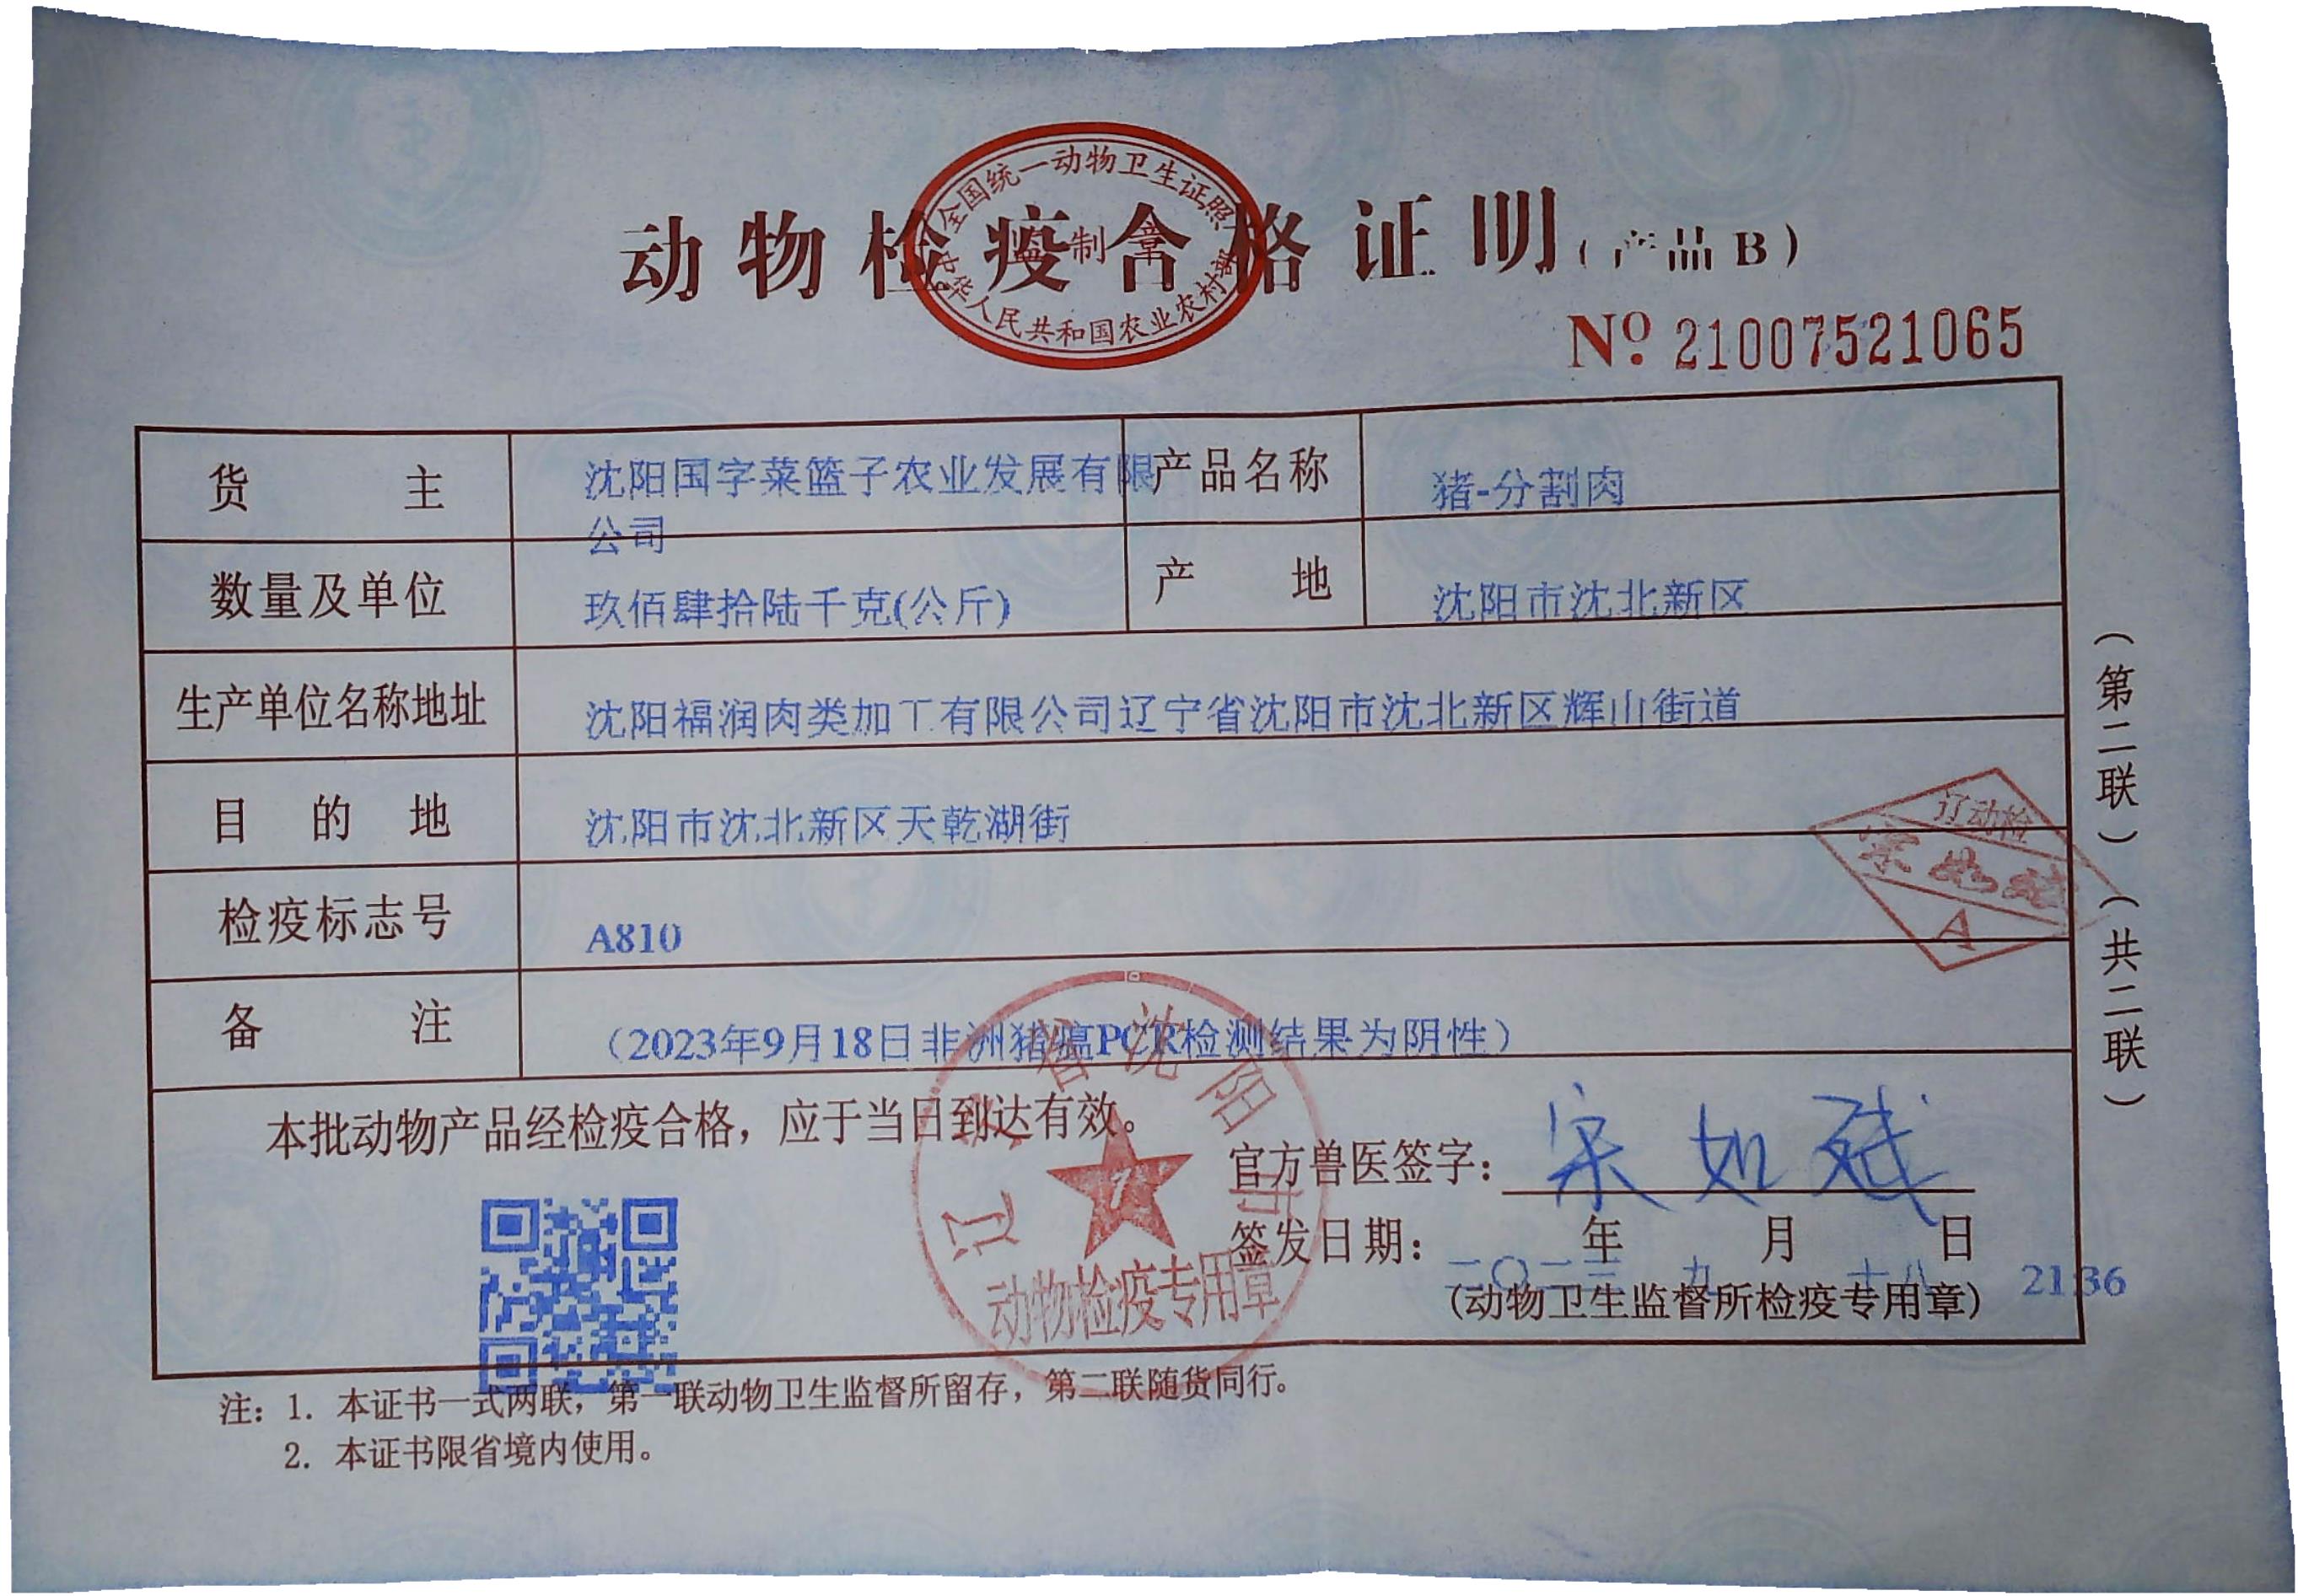 动物检疫合格证明(产品B)
全国统一动物卫生证照
监制章
中华人民共和国农业农村部
Nº 21007521065
货主 沈阳国字菜篮子农业发展有限公司 产品名称 猪-分割肉
数量及单位 玖佰肆拾陆千克(公斤) 产地 沈阳市沈北新区
生产单位名称地址 沈阳福润肉类加工有限公司辽宁省沈阳市沈北新区辉山街道
目的地 沈阳市沈北新区天乾湖街
辽动检
A
检疫标志号 A810
备注 （2023年9月18日非洲猪瘟PCR检测结果为阴性）
本批动物产品经检疫合格，应于当日到达有效。
官方兽医签字：宋如
签发日期：二〇二三年九月十八日 21:36
(动物卫生监督所检疫专用章)
辽宁省沈阳市
动物检疫专用章
注：1. 本证书一式两联，第一联动物卫生监督所留存，第二联随货同行。
2. 本证书限省境内使用。
（第二联）（共二联）